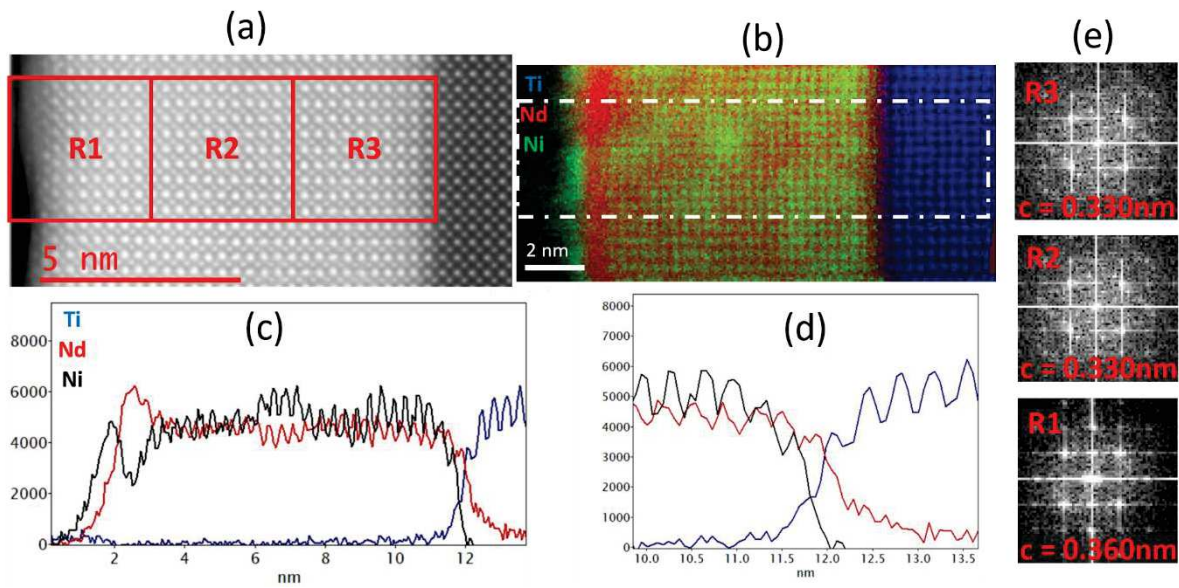 (a)
R1
R2
R3
5 nm
(b)
Ti
Nd
Ni
2 nm
(e)
R3
c = 0.330nm
R2
c = 0.330nm
R1
c = 0.360nm
(c)
Ti
Nd
Ni
8000
6000
4000
2000
0
2
4
6
8
10
12
nm
(d)
8000
7000
6000
5000
4000
3000
2000
1000
0
10.0
10.5
11.0
11.5
12.0
12.5
13.0
13.5
nm